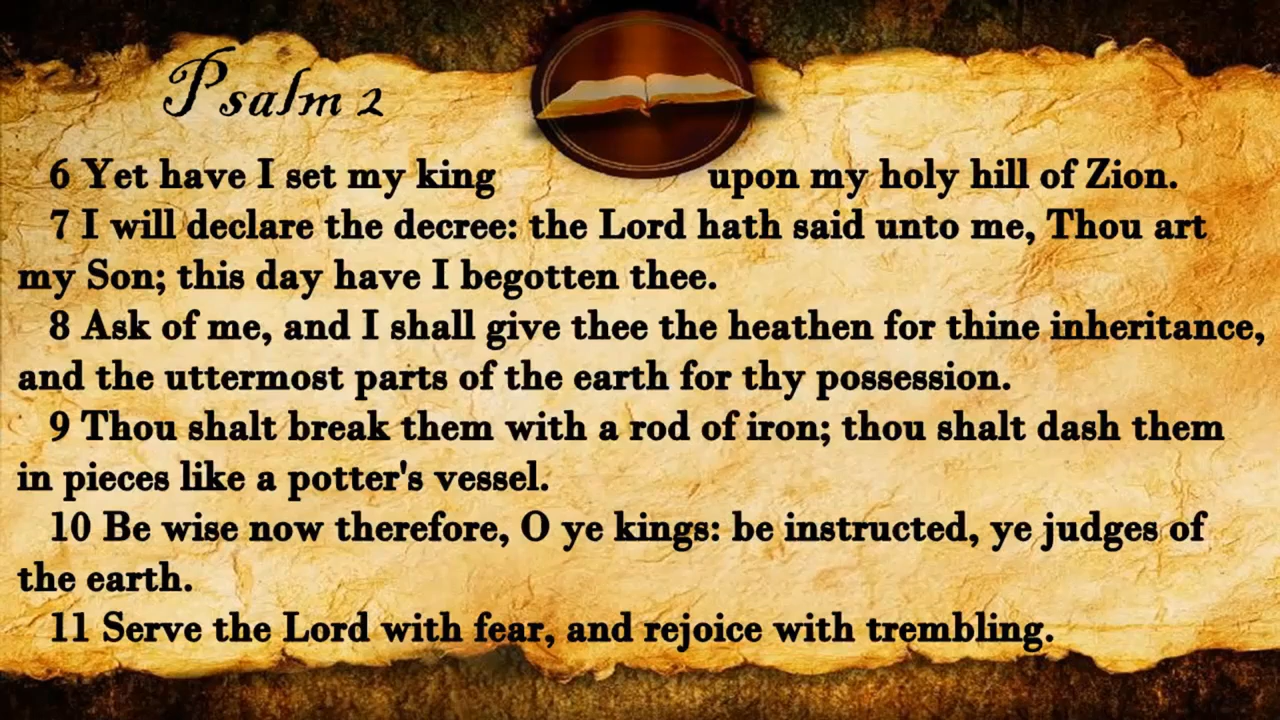 Psalm 2
6 Yet have I set my king upon my holy hill of Zion.
7 I will declare the decree: the Lord hath said unto me, Thou art
my Son; this day have I begotten thee.
8 Ask of me, and I shall give thee the heathen for thine inheritance,
and the uttermost parts of the earth for thy possession.
9 Thou shalt break them with a rod of iron; thou shalt dash them
in pieces like a potter's vessel.
10 Be wise now therefore, O ye kings: be instructed, ye judges of
the earth.
11 Serve the Lord with fear, and rejoice with trembling.